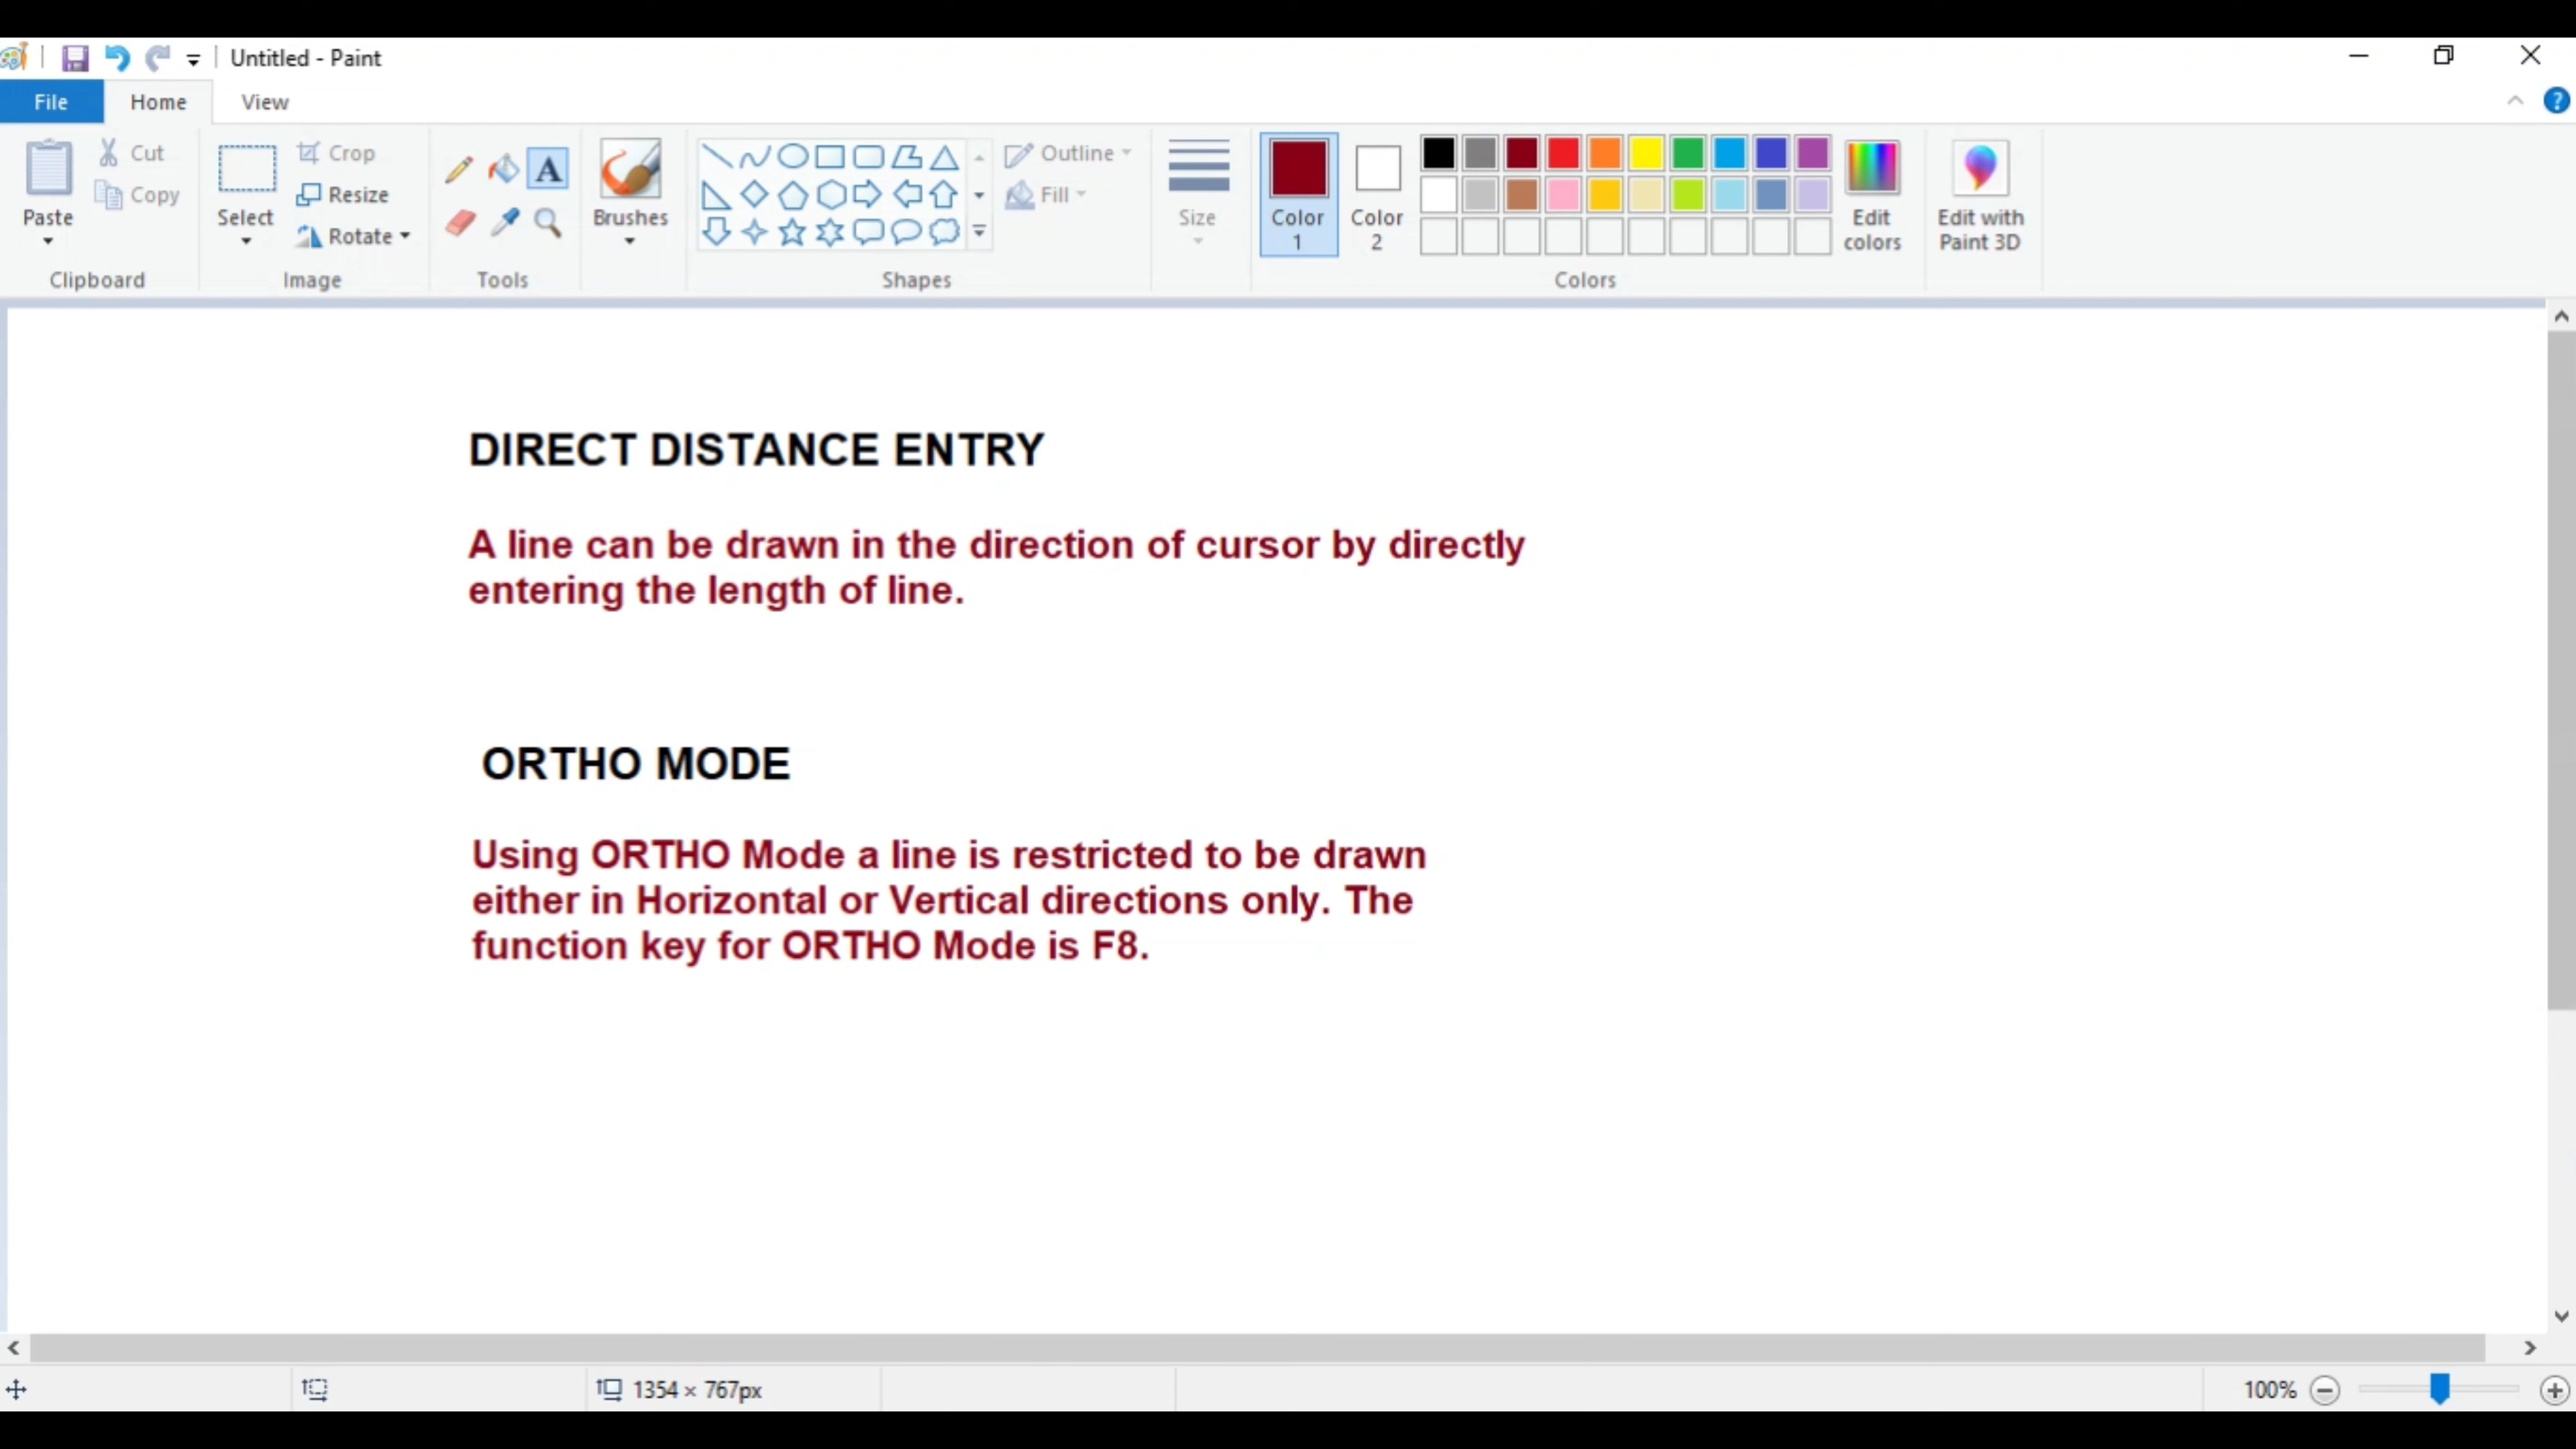 Untitled - Paint
File Home View
Paste Cut Copy Clipboard
Select Crop Resize Rotate Image
A Tools
Brushes
Outline Fill Shapes
Size
Color 1 Color 2 Edit colors Colors
Edit with Paint 3D
DIRECT DISTANCE ENTRY
A line can be drawn in the direction of cursor by directly
entering the length of line.
ORTHO MODE
Using ORTHO Mode a line is restricted to be drawn
either in Horizontal or Vertical directions only. The
function key for ORTHO Mode is F8.
1354 × 767px 100%